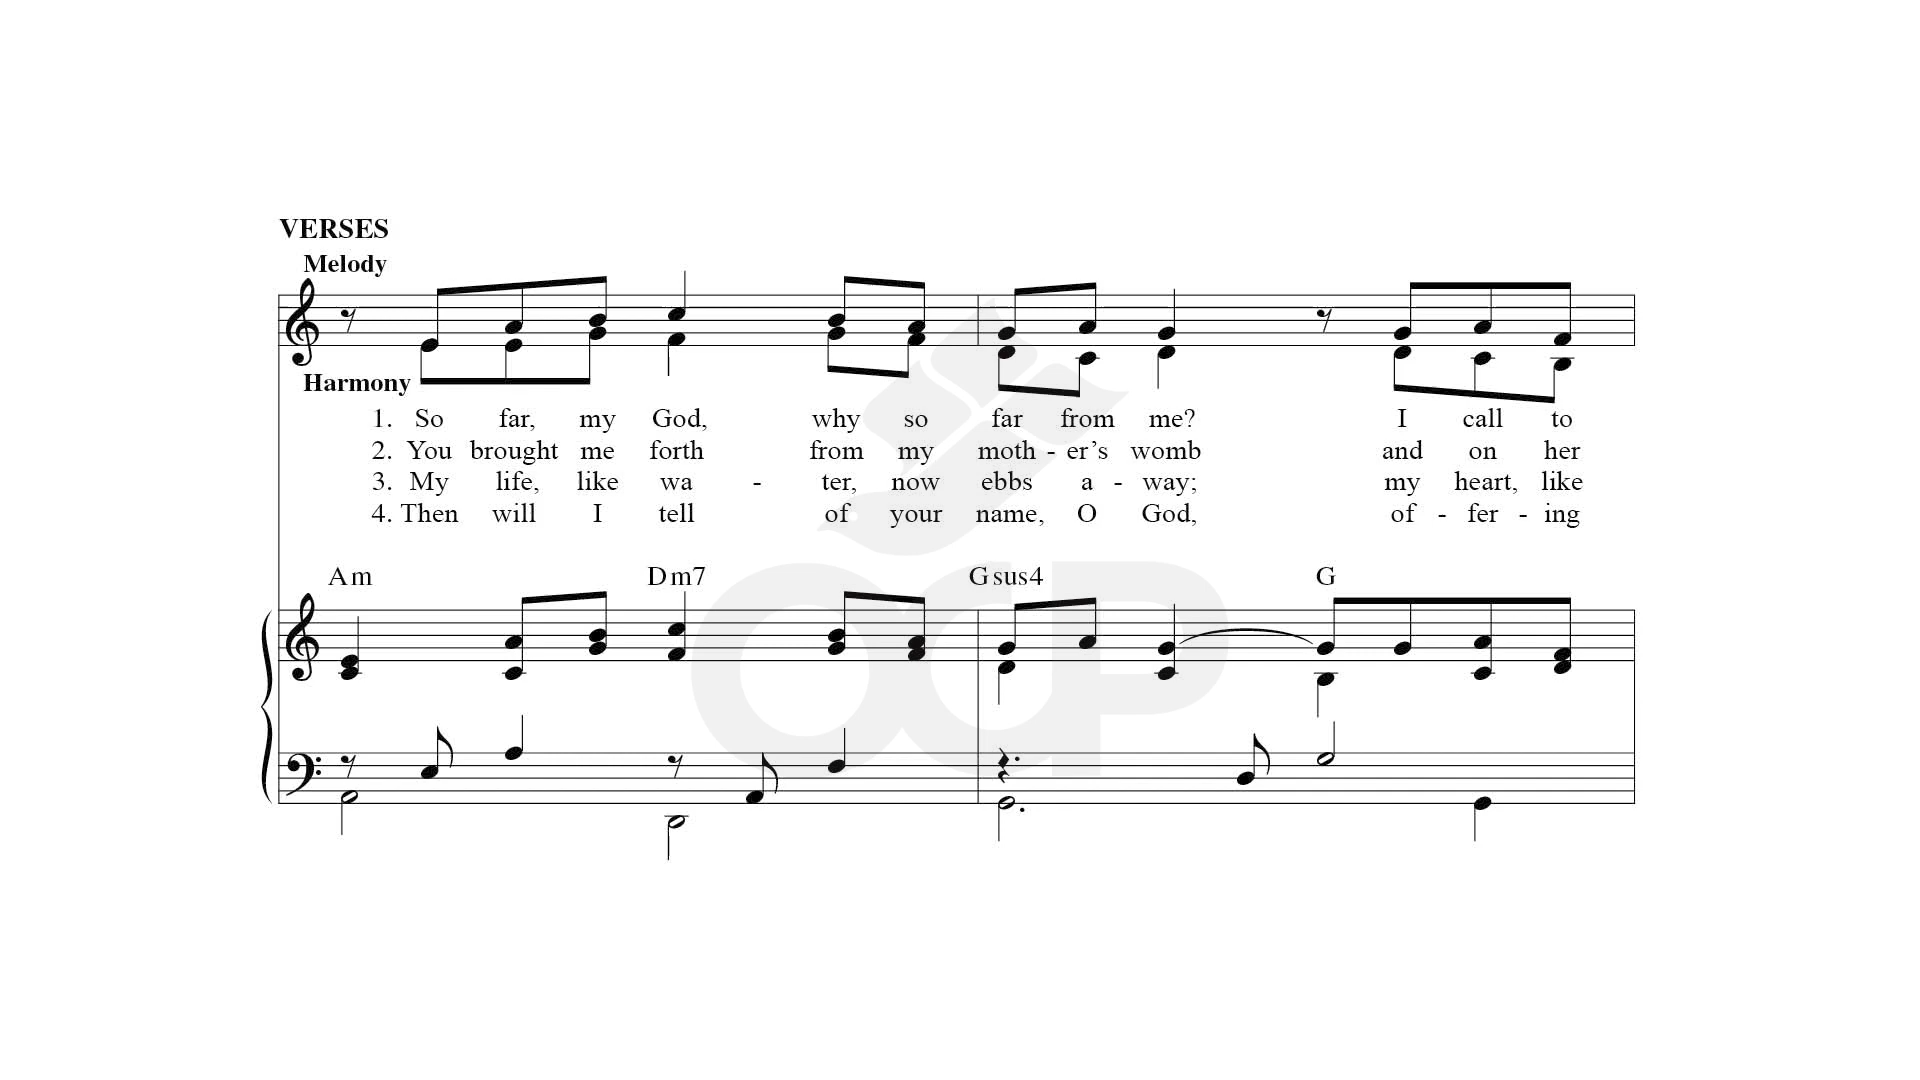 VERSES
Melody
Harmony
1. So far, my God, why so far from me? I call to
2. You brought me forth from my moth - er's womb and on her
3. My life, like wa - ter, now ebbs a - way; my heart, like
4. Then will I tell of your name, O God, of - fer - ing
Am Dm7 Gsus4 G
OCP